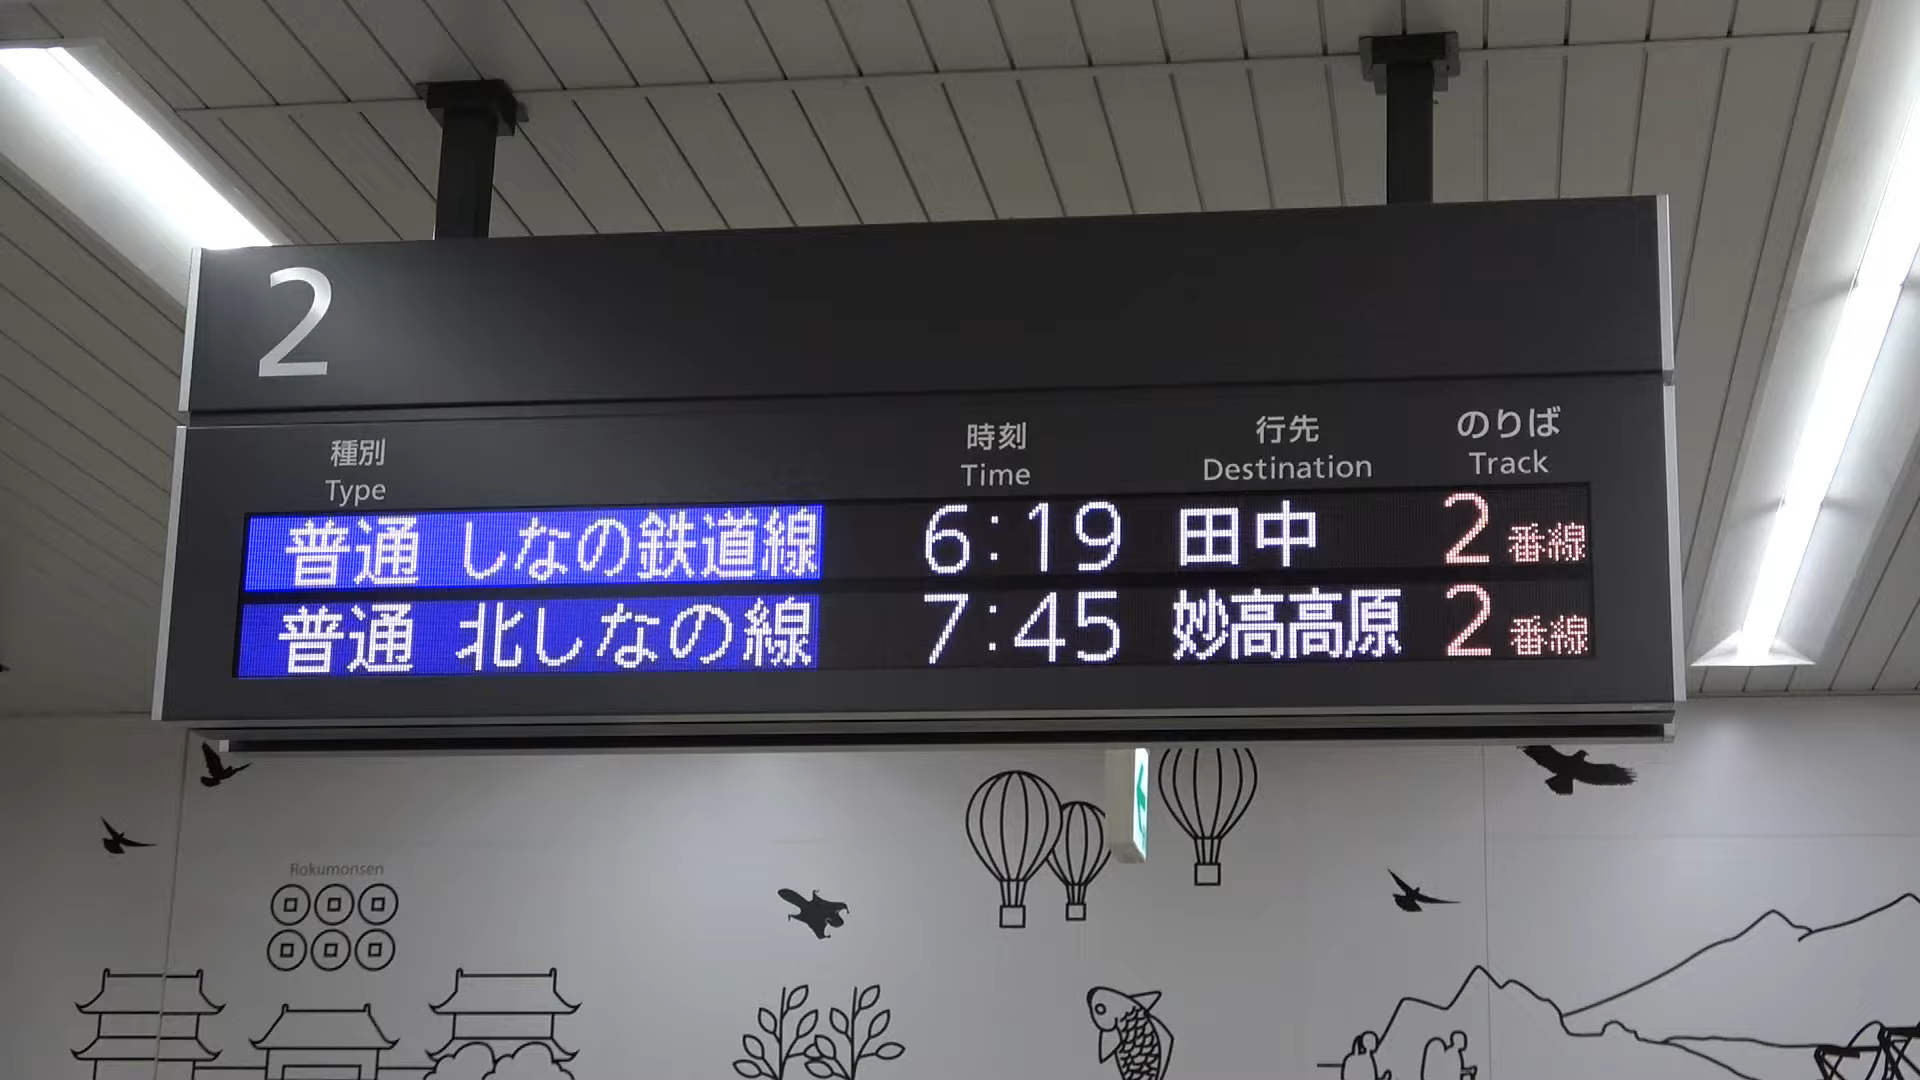 2
種別 時刻 行先 のりば
Type Time Destination Track
普通 しなの鉄道線 6:19 田中 2番線
普通 北しなの線 7:45 妙高高原 2番線
Rokumonsen